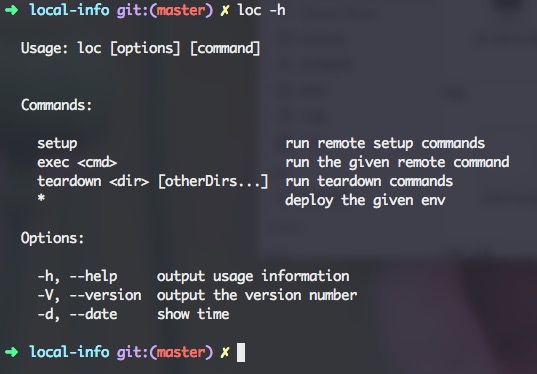 ➜ local-info git:(master) ✗ loc -h
Usage: loc [options] [command]
Commands:
setup run remote setup commands
exec <cmd> run the given remote command
teardown <dir> [otherDirs...] run teardown commands
* deploy the given env
Options:
-h, --help output usage information
-V, --version output the version number
-d, --date show time
➜ local-info git:(master) ✗